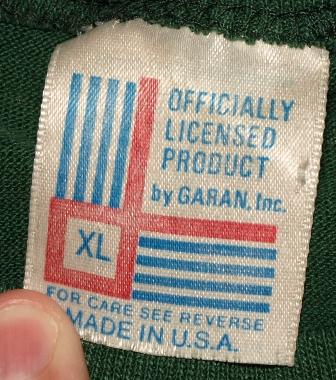 OFFICIALLY
LICENSED
PRODUCT
by GARAN, Inc.
XL
FOR CARE SEE REVERSE
MADE IN U.S.A.